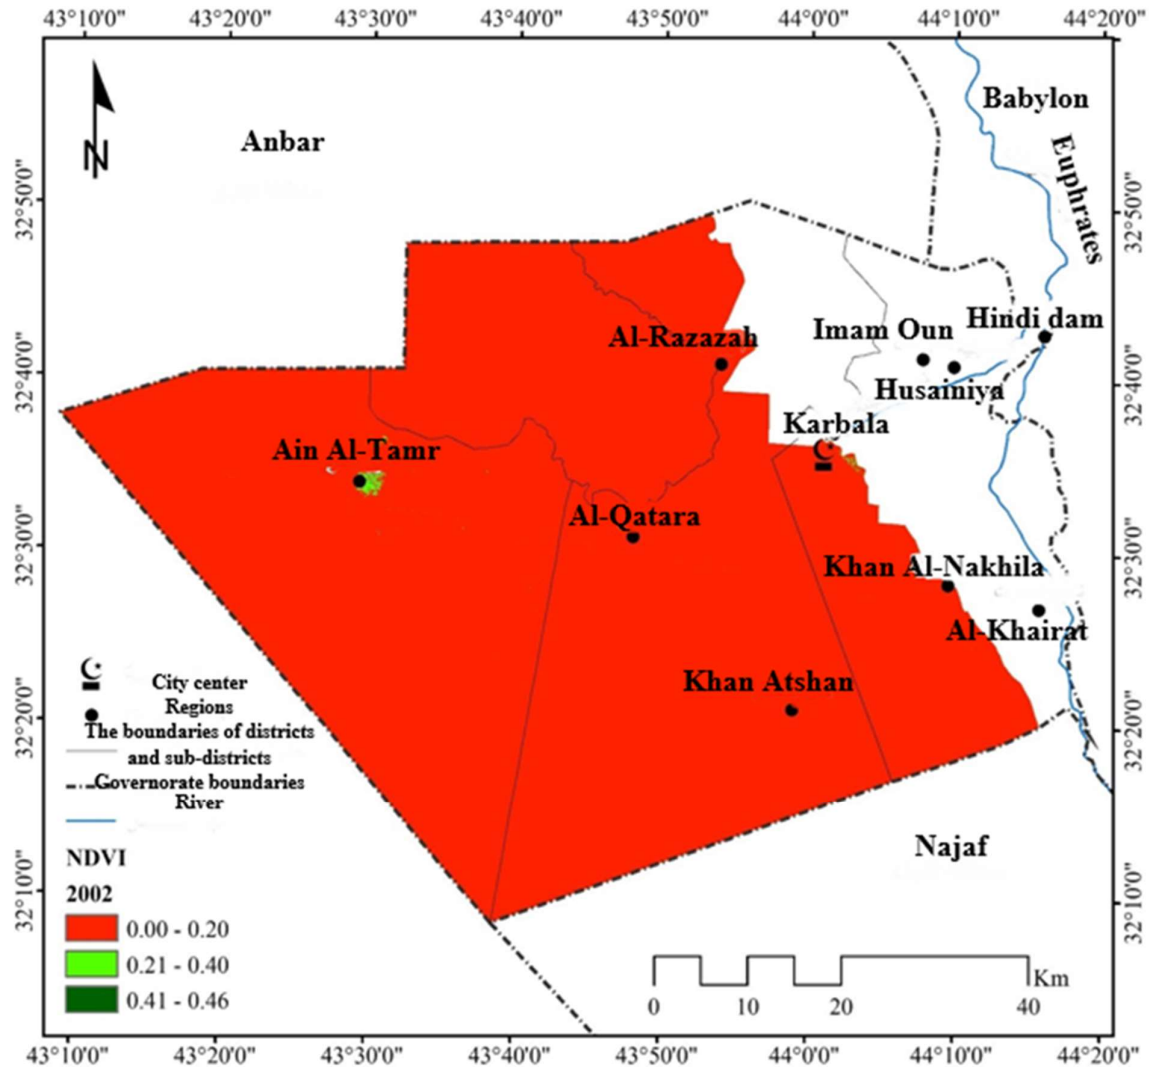 43°10'0" 43°20'0" 43°30'0" 43°40'0" 43°50'0" 44°0'0" 44°10'0" 44°20'0"
Babylon
Anbar
N
Euphrates
32°50'0" 32°50'0"
Hindi dam
Imam Oun
Al-Razazah
32°40'0" 32°40'0"
Husainiya
Karbala
Ain Al-Tamr
Al-Qatara
32°30'0" 32°30'0"
Khan Al-Nakhila
Al-Khairat
Khan Atshan
City center
Regions
32°20'0" 32°20'0"
The boundaries of districts
and sub-districts
Governorate boundaries
River
Najaf
NDVI
2002
32°10'0" 32°10'0"
0.00 - 0.20
0.21 - 0.40
0.41 - 0.46
Km
0 10 20 40
43°10'0" 43°20'0" 43°30'0" 43°40'0" 43°50'0" 44°0'0" 44°10'0" 44°20'0"